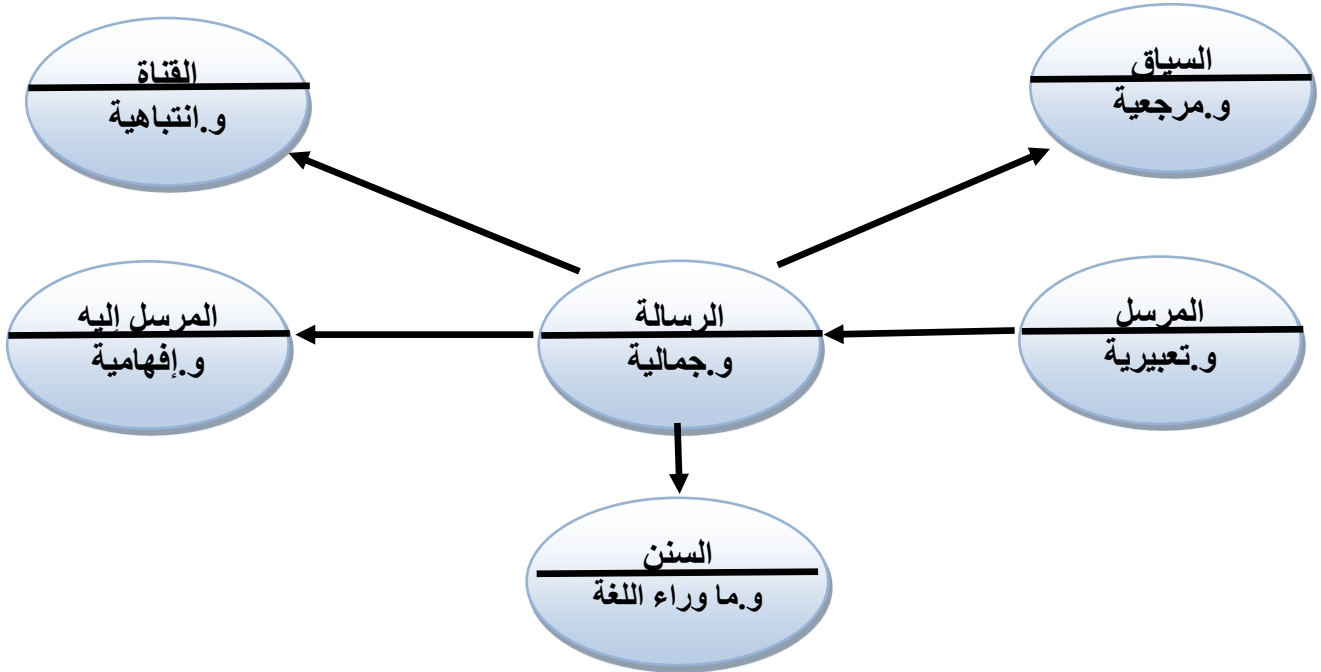 السياق
و.مرجعية
القناة
و.انتباهية
المرسل
و.تعبيرية
الرسالة
و.جمالية
المرسل إليه
و.إفهامية
السنن
و.ما وراء اللغة